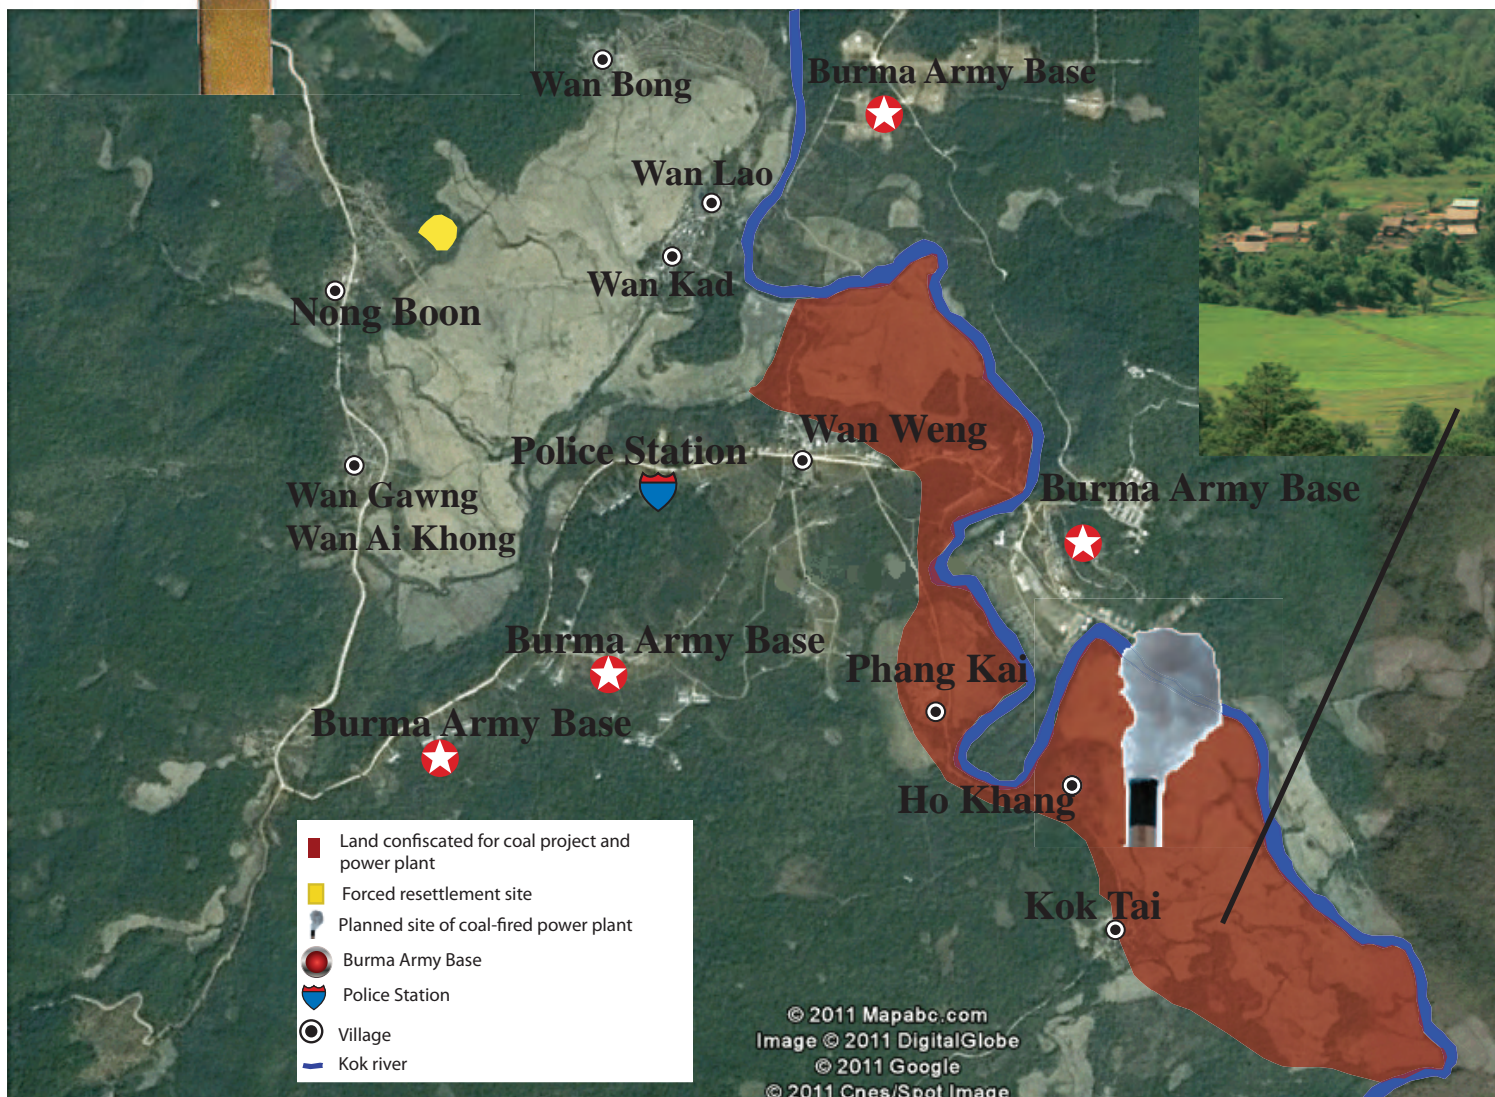 Wan Bong
Burma Army Base
Wan Lao
Wan Kad
Nong Boon
Wan Weng
Police Station
Wan Gawng
Wan Ai Khong
Burma Army Base
Burma Army Base
Phang Kai
Burma Army Base
Ho Khang
Kok Tai
Land confiscated for coal project and
power plant
Forced resettlement site
Planned site of coal-fired power plant
Burma Army Base
Police Station
Village
Kok river
© 2011 Mapabc.com
Image © 2011 DigitalGlobe
© 2011 Google
© 2011 Cnes/Spot Image